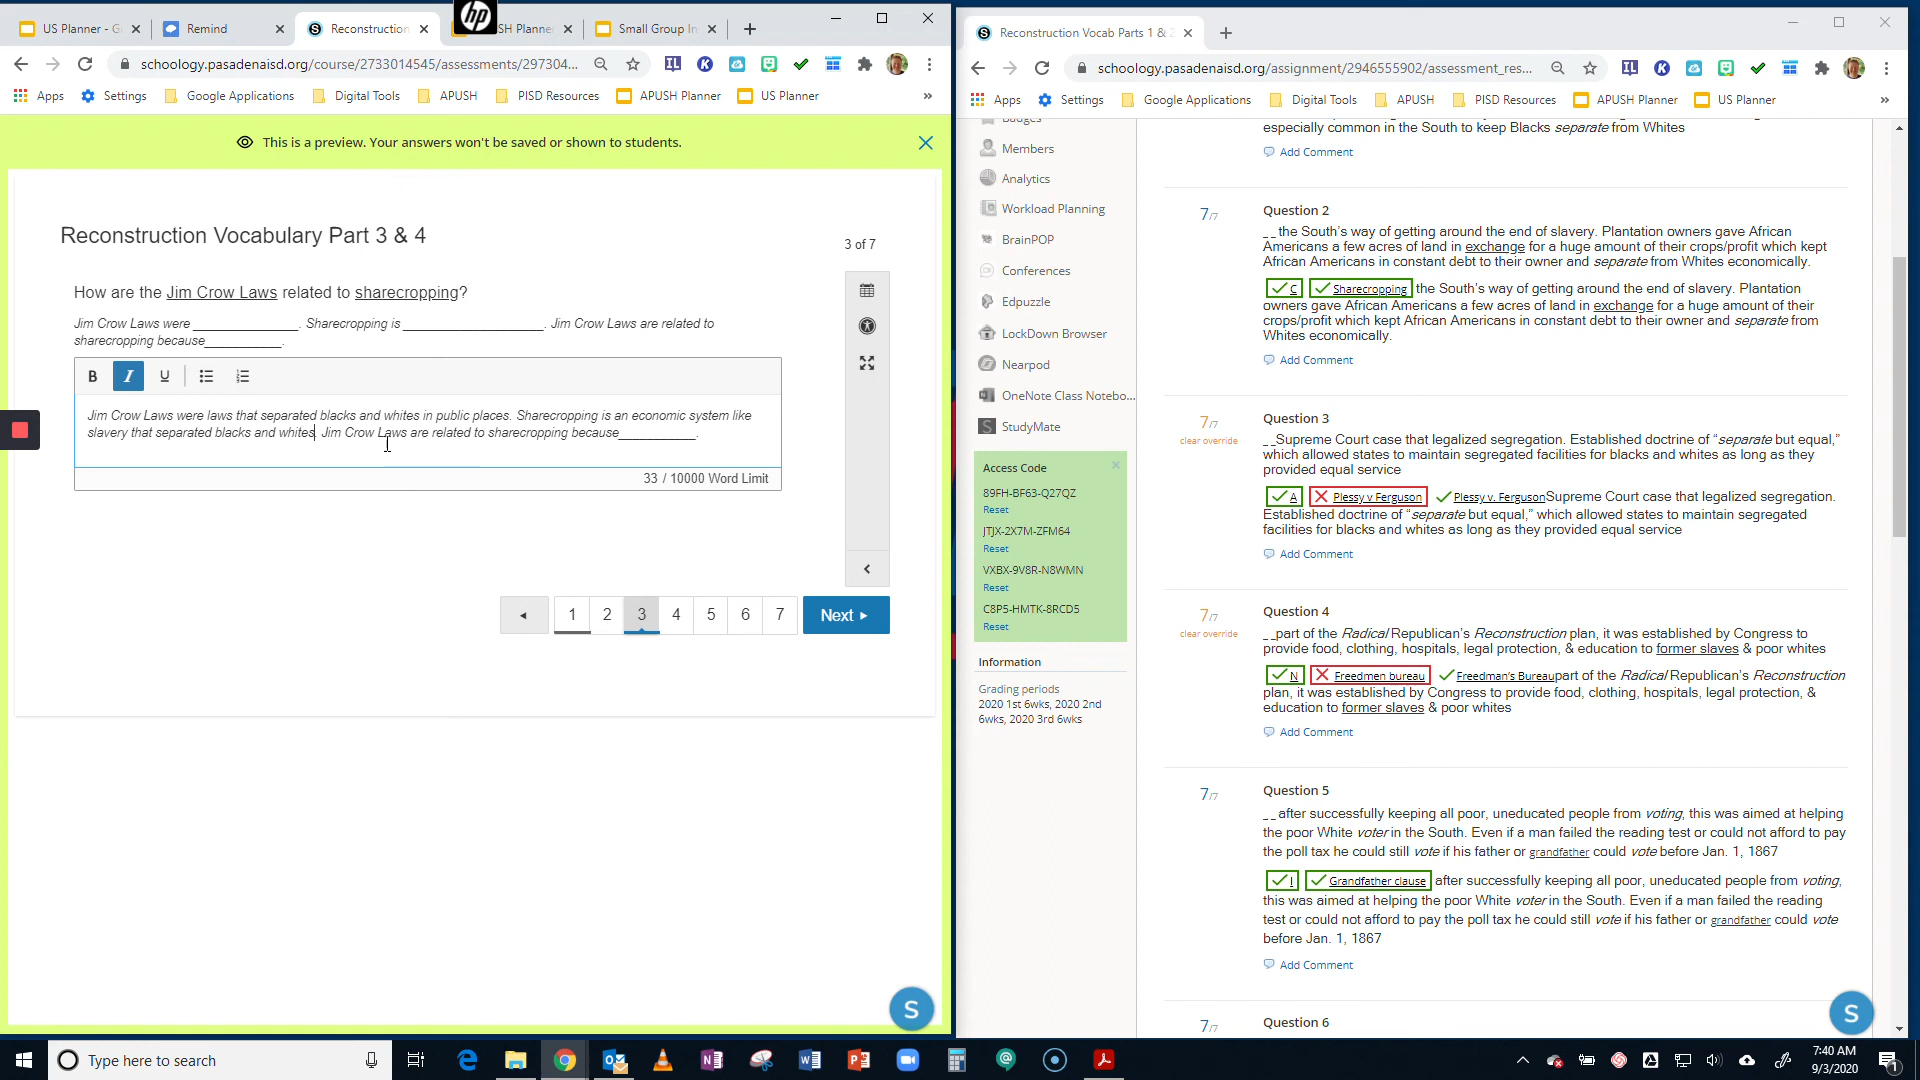 US Planner - G
Remind
Reconstruction
hp
SH Planner
Small Group In
schoology.pasadenaisd.org/course/2733014545/assessments/297304...
Apps
Settings
Google Applications
Digital Tools
APUSH
PISD Resources
APUSH Planner
US Planner
This is a preview. Your answers won't be saved or shown to students.
Reconstruction Vocabulary Part 3 & 4
3 of 7
How are the Jim Crow Laws related to sharecropping?
Jim Crow Laws were _______________. Sharecropping is ____________________. Jim Crow Laws are related to
sharecropping because___________.
B I U
Jim Crow Laws were laws that separated blacks and whites in public places. Sharecropping is an economic system like
slavery that separated blacks and whites. Jim Crow Laws are related to sharecropping because___________.
33 / 10000 Word Limit
1 2 3 4 5 6 7 Next
S
Reconstruction Vocab Parts 1 & 2
schoology.pasadenaisd.org/assignment/2946555902/assessment_res...
Apps
Settings
Google Applications
Digital Tools
APUSH
PISD Resources
APUSH Planner
US Planner
Badges
Members
Analytics
Workload Planning
BrainPOP
Conferences
Edpuzzle
LockDown Browser
Nearpod
OneNote Class Notebo...
StudyMate
Access Code
89FH-BF63-Q27QZ
Reset
JTJX-2X7M-ZFM64
Reset
VXBX-9V8R-N8WMN
Reset
C8P5-HMTK-8RCD5
Reset
Information
Grading periods
2020 1st 6wks, 2020 2nd
6wks, 2020 3rd 6wks
especially common in the South to keep Blacks separate from Whites
Add Comment
7/7
Question 2
_ _ the South's way of getting around the end of slavery. Plantation owners gave African
Americans a few acres of land in exchange for a huge amount of their crops/profit which kept
African Americans in constant debt to their owner and separate from Whites economically.
C Sharecropping the South's way of getting around the end of slavery. Plantation
owners gave African Americans a few acres of land in exchange for a huge amount of their
crops/profit which kept African Americans in constant debt to their owner and separate from
Whites economically.
Add Comment
7/7
clear override
Question 3
_ _Supreme Court case that legalized segregation. Established doctrine of “separate but equal,”
which allowed states to maintain segregated facilities for blacks and whites as long as they
provided equal service
A Plessy v Ferguson Plessy v. FergusonSupreme Court case that legalized segregation.
Established doctrine of “separate but equal,” which allowed states to maintain segregated
facilities for blacks and whites as long as they provided equal service
Add Comment
7/7
clear override
Question 4
_ _part of the Radical Republican's Reconstruction plan, it was established by Congress to
provide food, clothing, hospitals, legal protection, & education to former slaves & poor whites
N Freedmen bureau Freedman's Bureaupart of the Radical Republican's Reconstruction
plan, it was established by Congress to provide food, clothing, hospitals, legal protection, &
education to former slaves & poor whites
Add Comment
7/7
Question 5
_ _ after successfully keeping all poor, uneducated people from voting, this was aimed at helping
the poor White voter in the South. Even if a man failed the reading test or could not afford to pay
the poll tax he could still vote if his father or grandfather could vote before Jan. 1, 1867
I Grandfather clause after successfully keeping all poor, uneducated people from voting,
this was aimed at helping the poor White voter in the South. Even if a man failed the reading
test or could not afford to pay the poll tax he could still vote if his father or grandfather could vote
before Jan. 1, 1867
Add Comment
7/7
Question 6
S
Type here to search
7:40 AM
9/3/2020
1